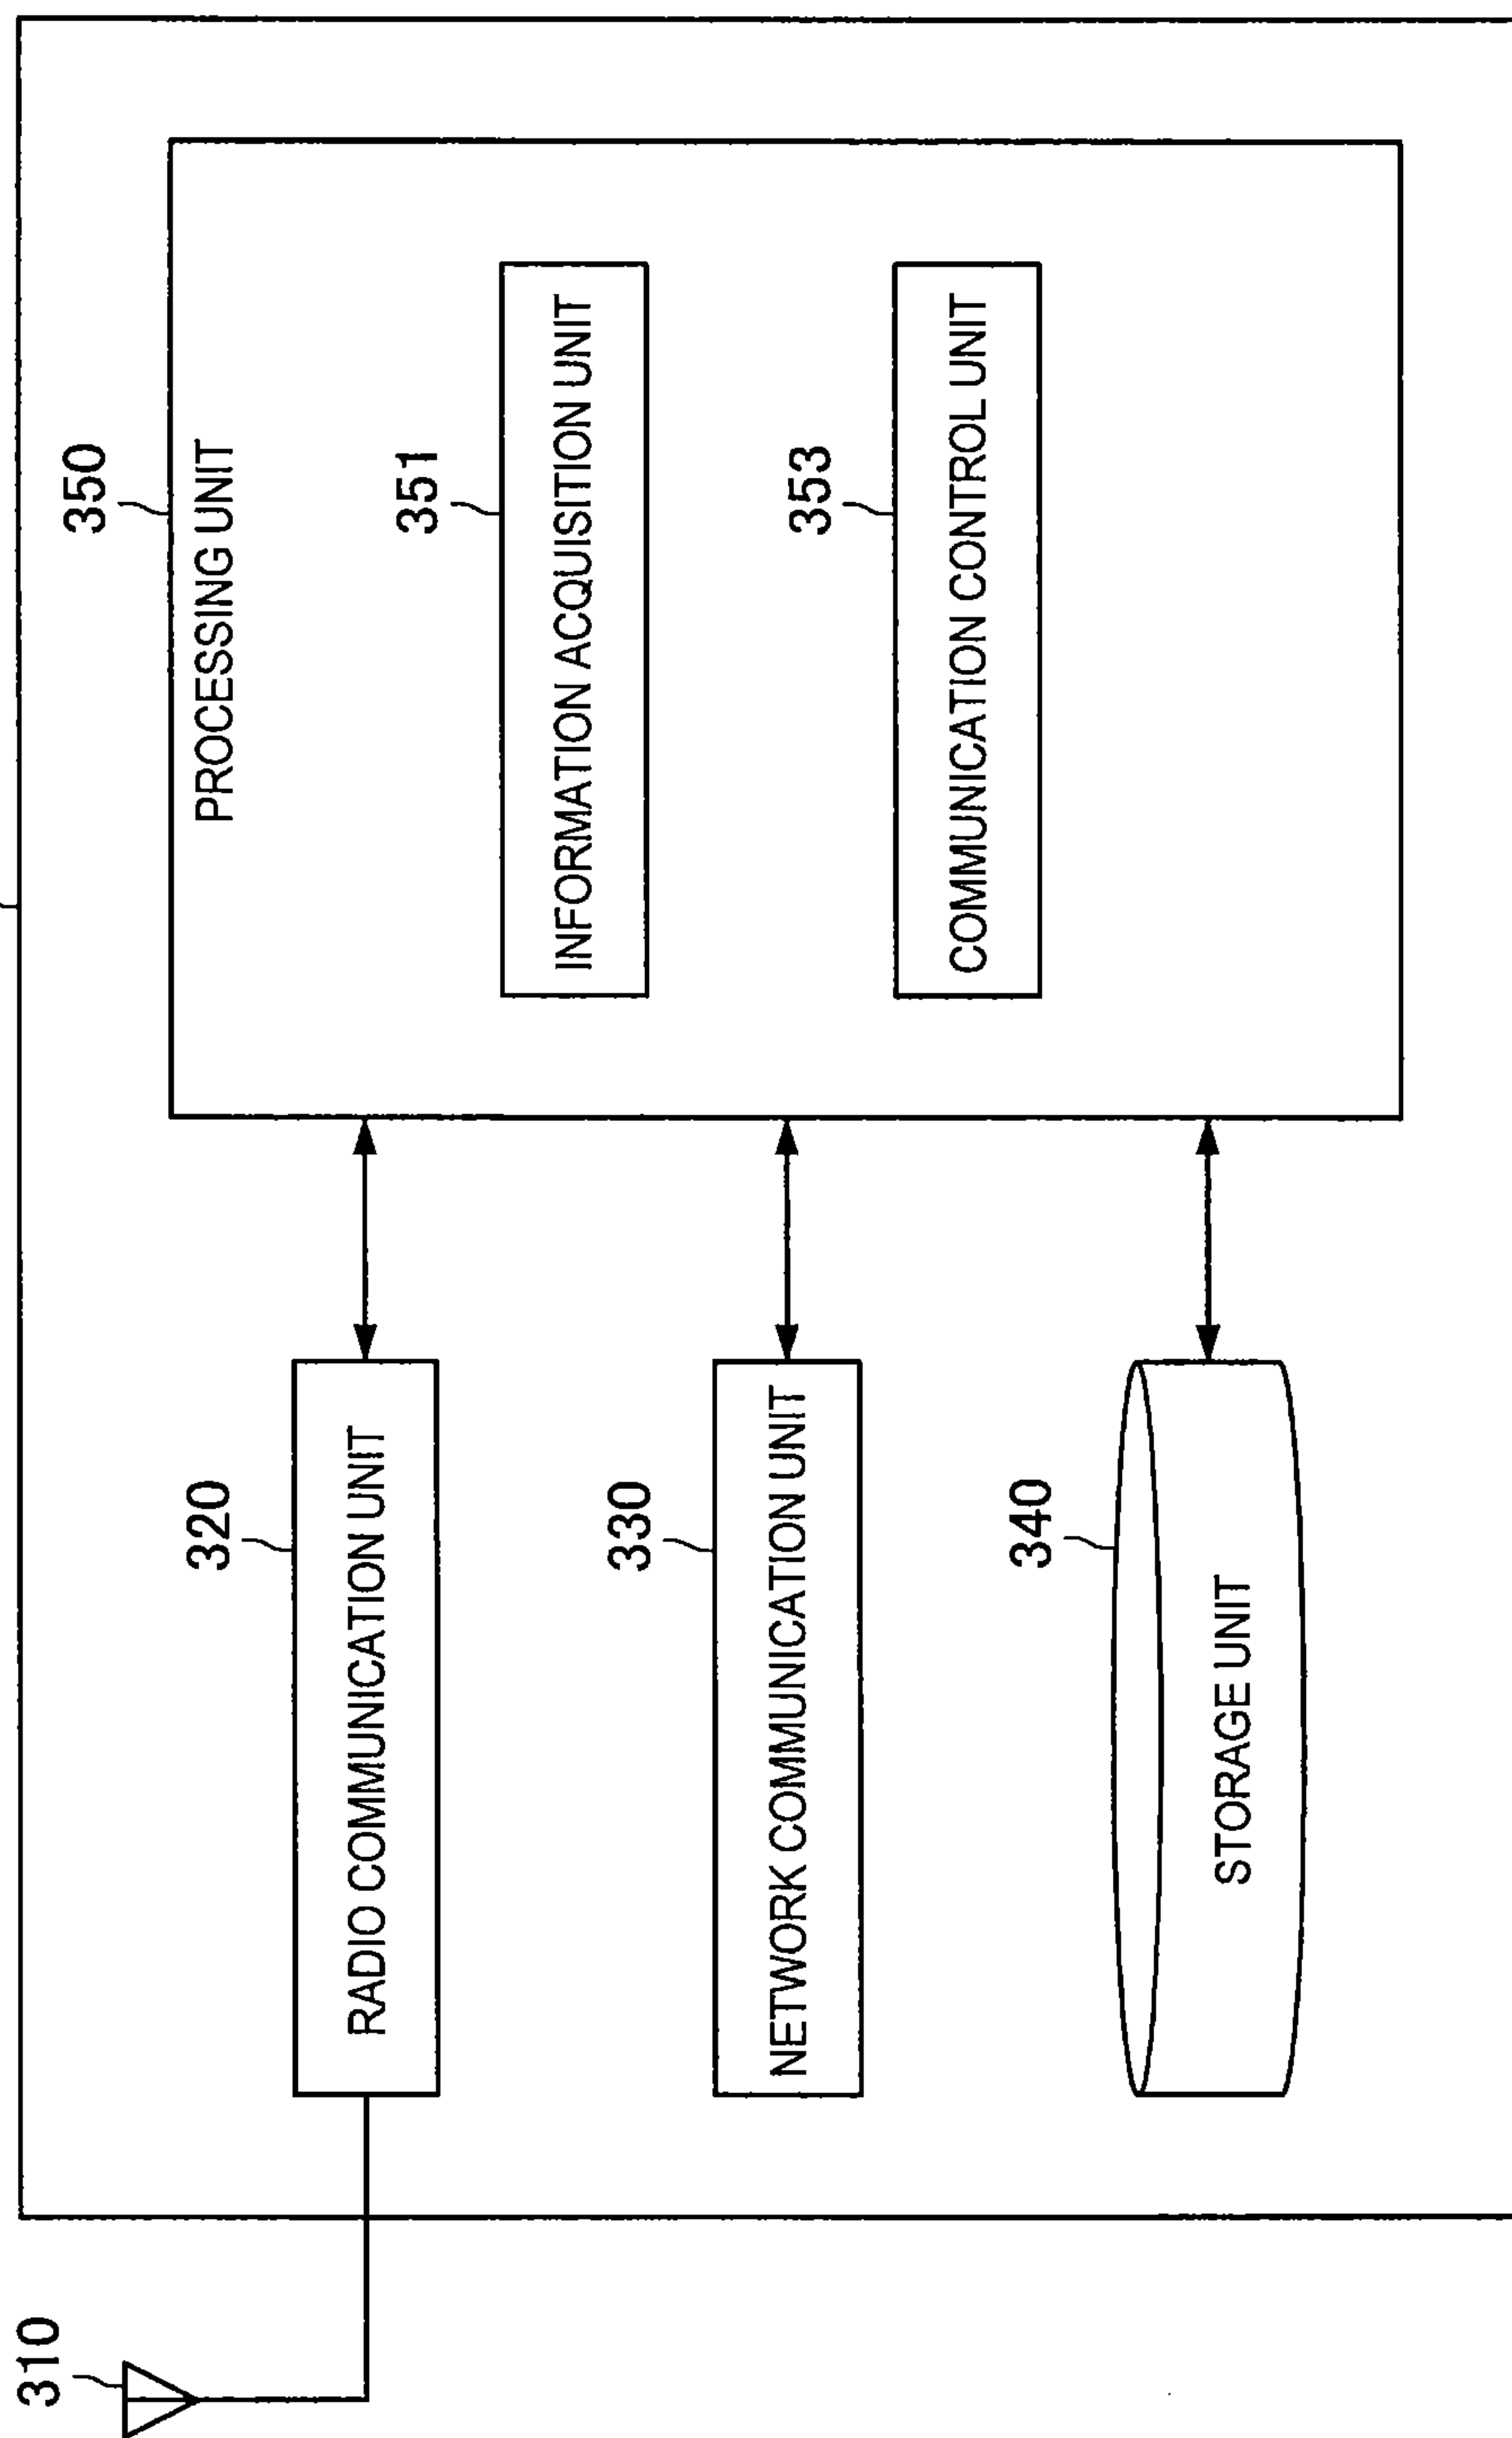 310
320
RADIO COMMUNICATION UNIT
330
NETWORK COMMUNICATION UNIT
340
STORAGE UNIT
350
PROCESSING UNIT
351
INFORMATION ACQUISITION UNIT
353
COMMUNICATION CONTROL UNIT